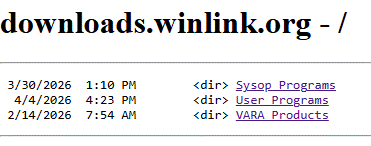 downloads.winlink.org - /
3/30/2026 1:10 PM <dir> Sysop Programs
4/4/2026 4:23 PM <dir> User Programs
2/14/2026 7:54 AM <dir> VARA Products